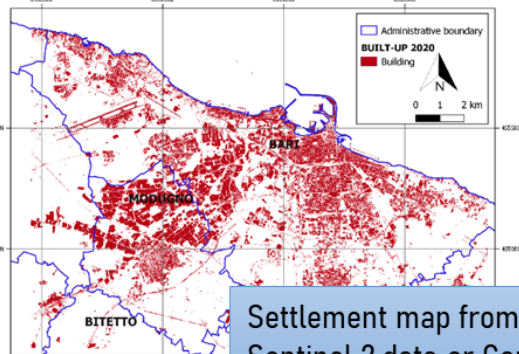 Administrative boundary
BUILT-UP 2020
Building
N
0 1 2 km
BARI
MODUGNO
BITETTO
Settlement map from